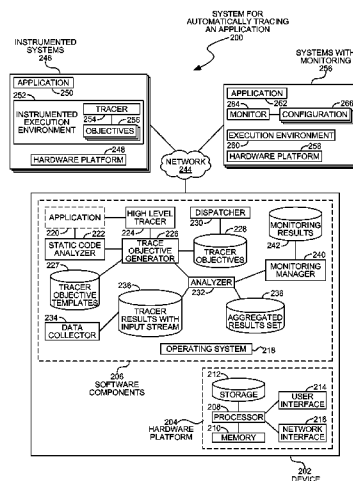 SYSTEM FOR
AUTOMATICALLY TRACING
AN APPLICATION
200
INSTRUMENTED
SYSTEMS
246
APPLICATION
250
252
INSTRUMENTED
EXECUTION
ENVIRONMENT
TRACER
254
256
OBJECTIVES
HARDWARE PLATFORM
248
SYSTEMS WITH
MONITORING
256
APPLICATION
262
264
266
MONITOR
CONFIGURATION
EXECUTION ENVIRONMENT
260
258
HARDWARE PLATFORM
NETWORK
244
APPLICATION
220
222
STATIC CODE
ANALYZER
HIGH LEVEL
TRACER
224
226
TRACE
OBJECTIVE
GENERATOR
DISPATCHER
230
228
TRACER
OBJECTIVES
MONITORING
RESULTS
242
240
MONITORING
MANAGER
227
TRACER
OBJECTIVE
TEMPLATES
ANALYZER
232
236
TRACER
RESULTS WITH
INPUT STREAM
238
AGGREGATED
RESULTS SET
234
DATA
COLLECTOR
OPERATING SYSTEM
218
206
SOFTWARE
COMPONENTS
204
HARDWARE
PLATFORM
212
STORAGE
208
PROCESSOR
210
MEMORY
214
USER
INTERFACE
216
NETWORK
INTERFACE
202
DEVICE